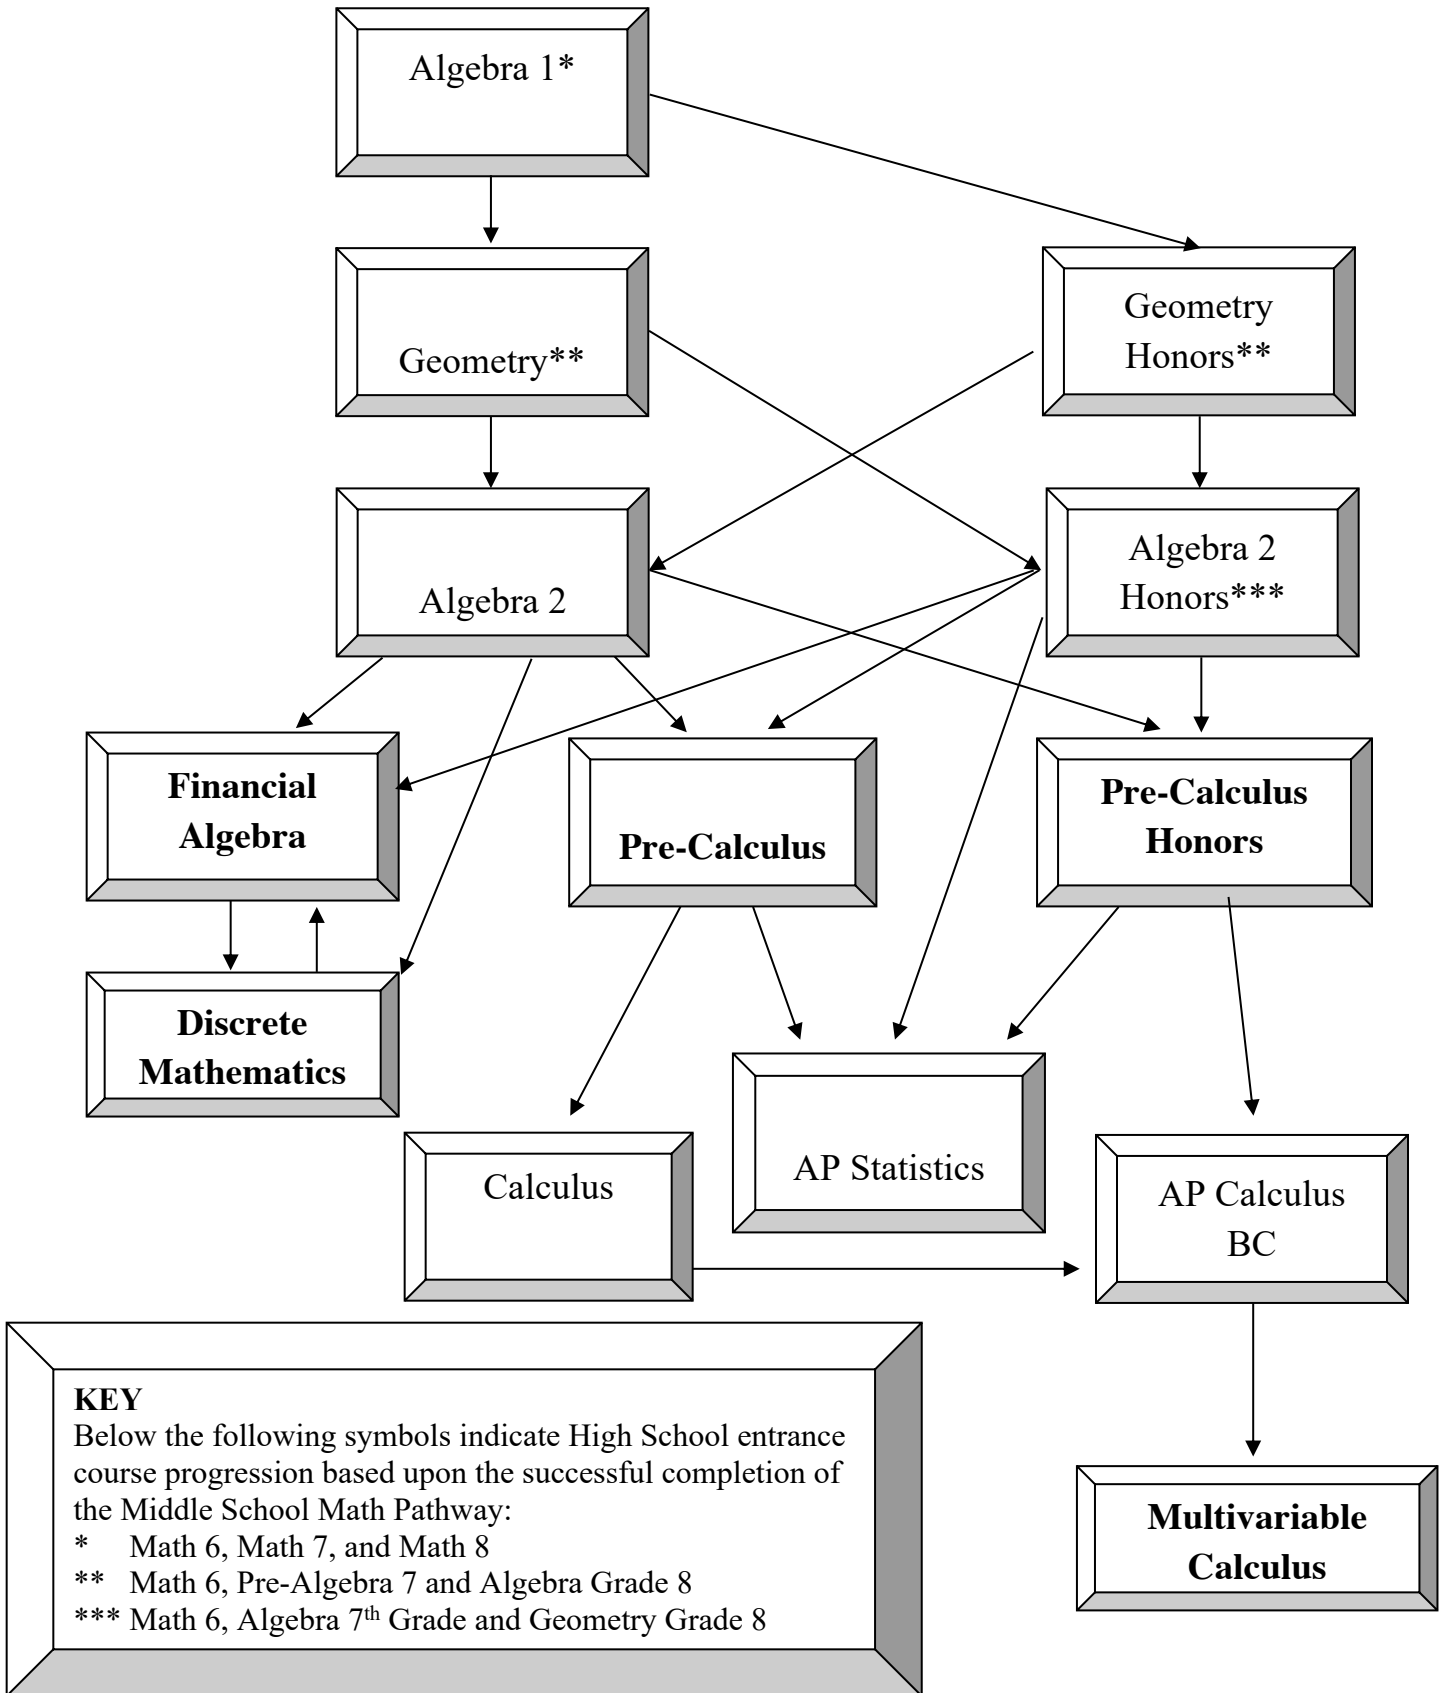 Algebra 1*
Geometry**
Geometry
Honors**
Algebra 2
Algebra 2
Honors***
Financial
Algebra
Pre-Calculus
Pre-Calculus
Honors
Discrete
Mathematics
Calculus
AP Statistics
AP Calculus
BC
KEY
Below the following symbols indicate High School entrance
course progression based upon the successful completion of
the Middle School Math Pathway:
* Math 6, Math 7, and Math 8
** Math 6, Pre-Algebra 7 and Algebra Grade 8
*** Math 6, Algebra 7th Grade and Geometry Grade 8
Multivariable
Calculus